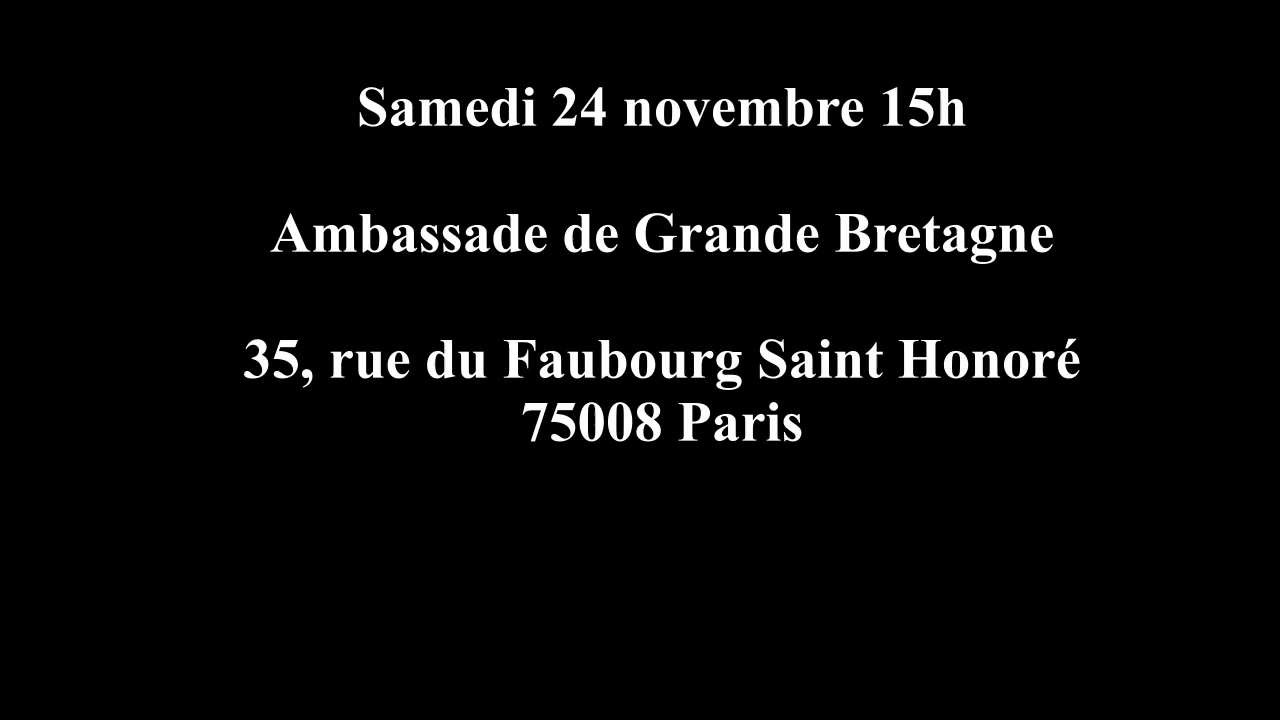 Samedi 24 novembre 15h
Ambassade de Grande Bretagne
35, rue du Faubourg Saint Honoré
75008 Paris